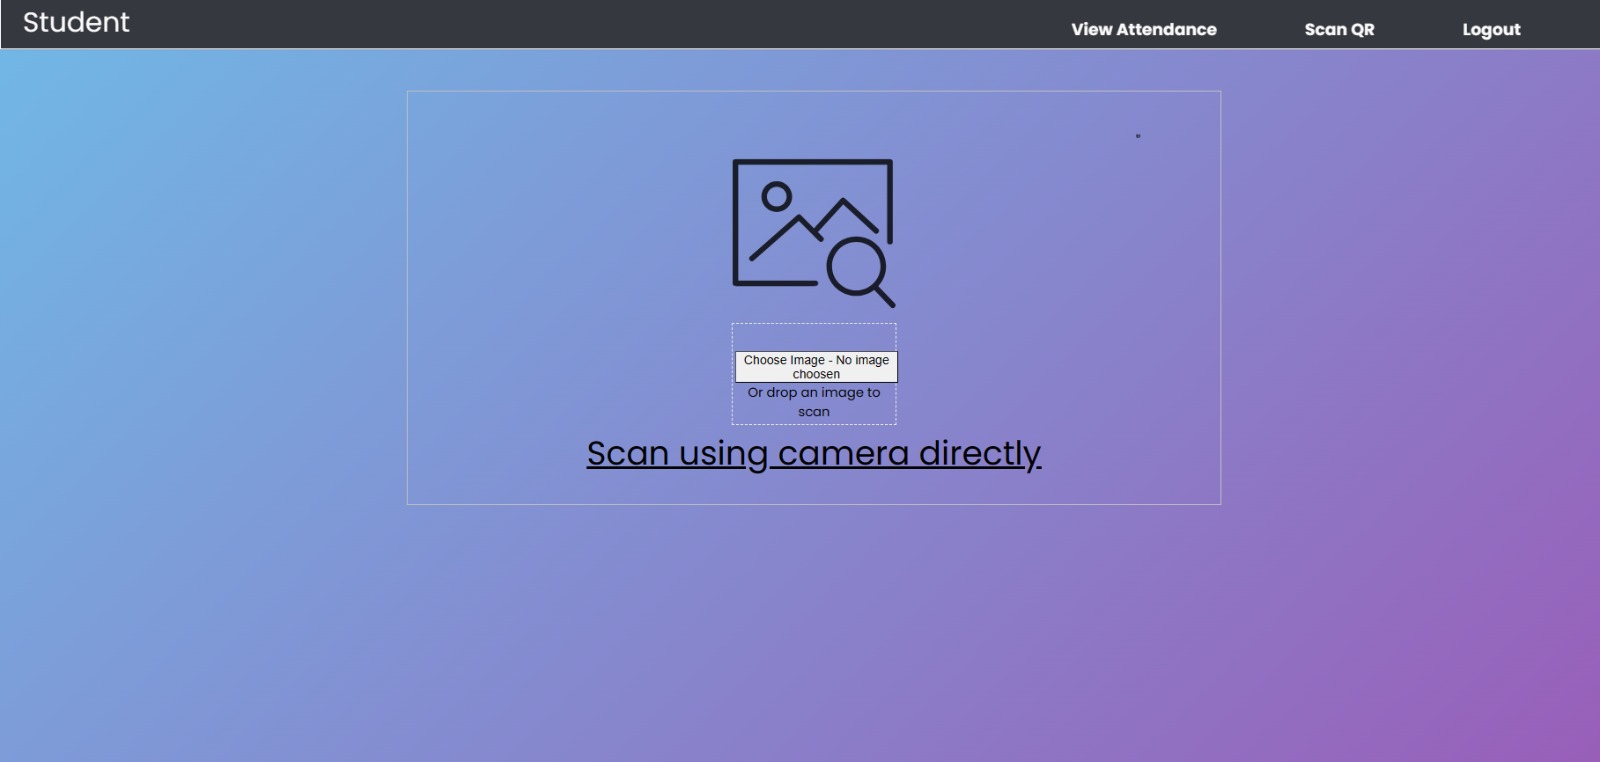 Student
View Attendance
Scan QR
Logout
Choose Image - No image
choosen
Or drop an image to
scan
Scan using camera directly